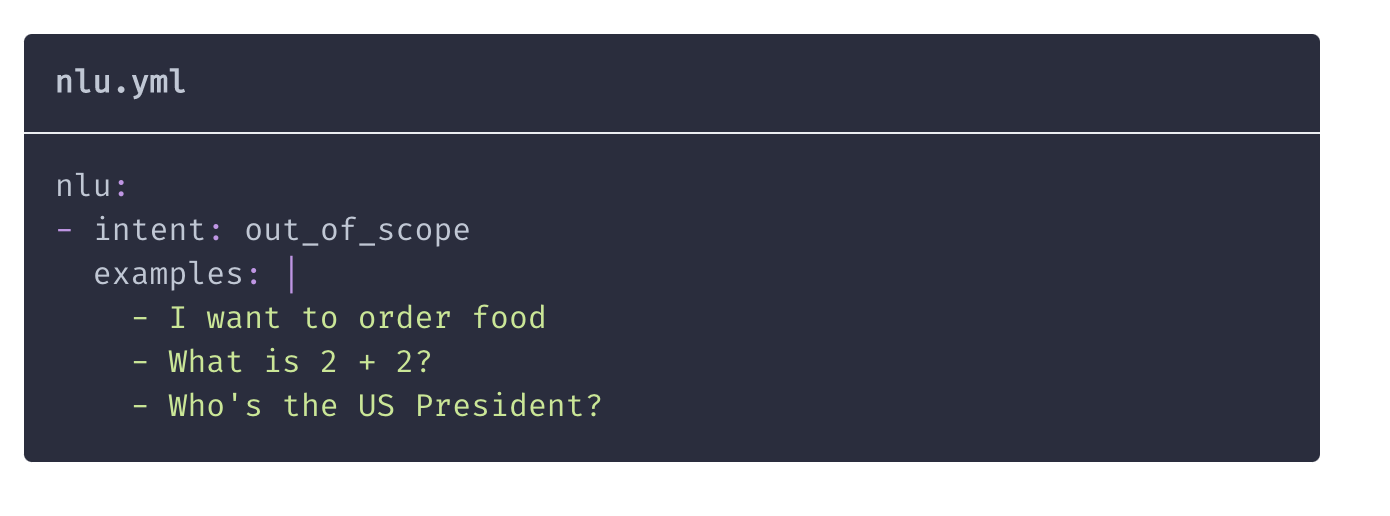 nlu.yml
nlu:
- intent: out_of_scope
  examples: |
    - I want to order food
    - What is 2 + 2?
    - Who's the US President?